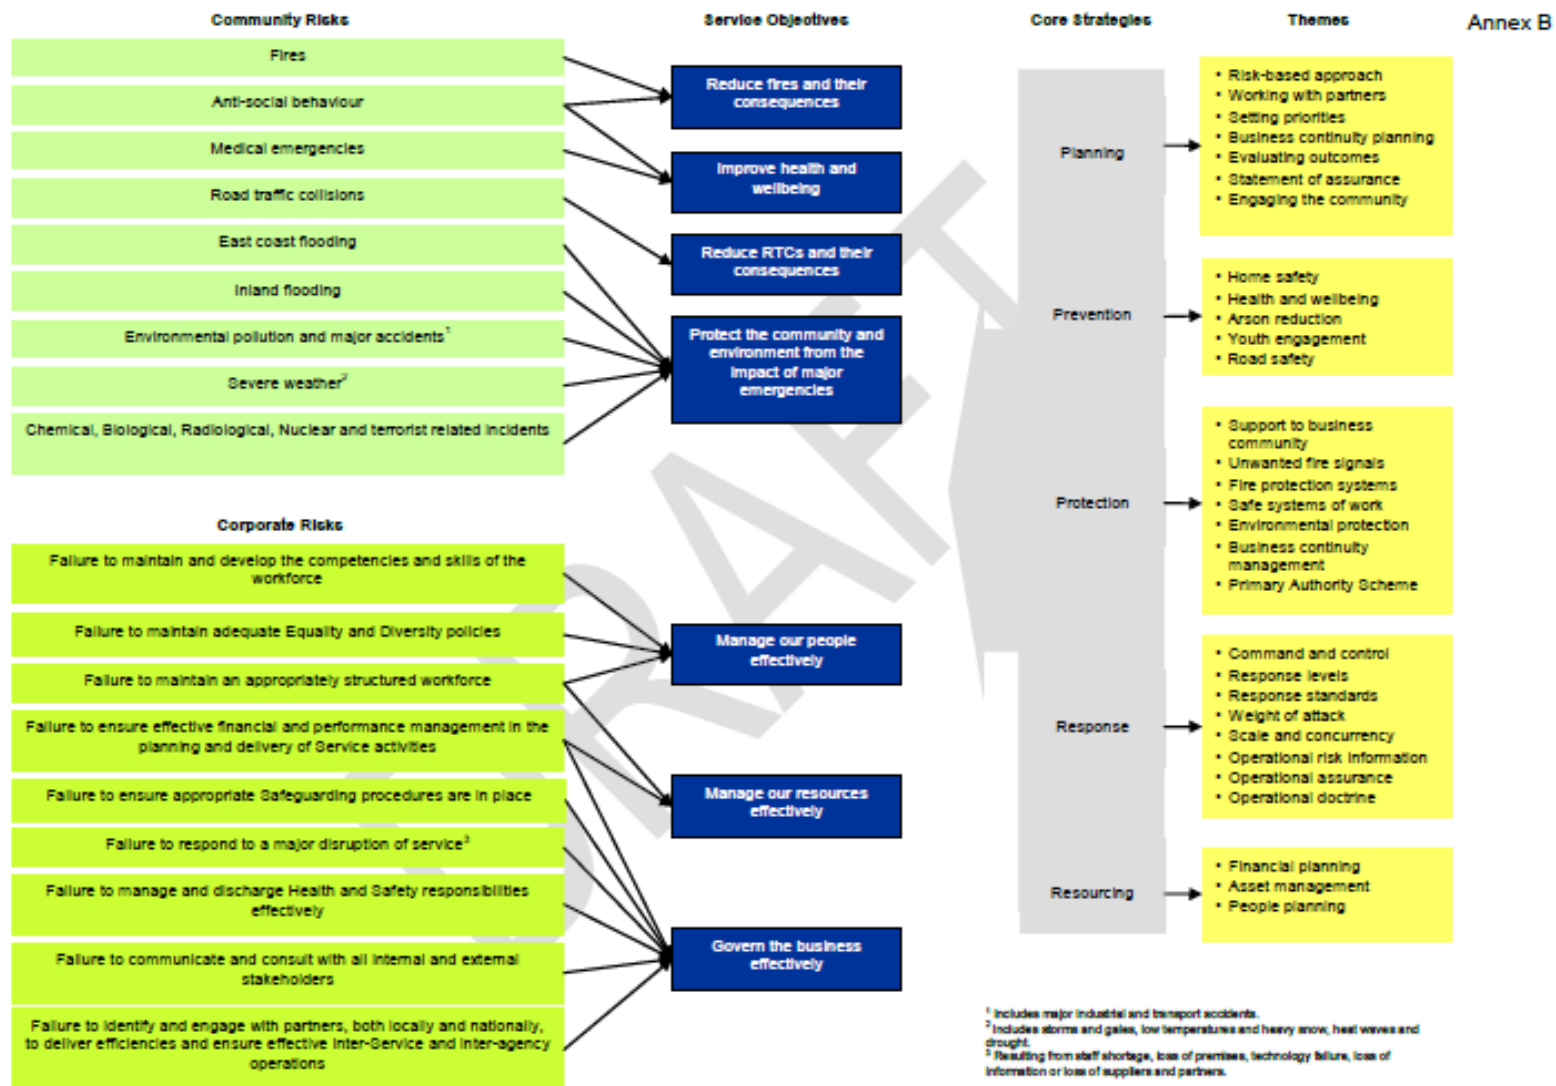 Community Risks
Fires
Anti-social behaviour
Medical emergencies
Road traffic collisions
East coast flooding
Inland flooding
Environmental pollution and major accidents¹
Severe weather²
Chemical, Biological, Radiological, Nuclear and terrorist related incidents
Corporate Risks
Failure to maintain and develop the competencies and skills of the
workforce
Failure to maintain adequate Equality and Diversity policies
Failure to maintain an appropriately structured workforce
Failure to ensure effective financial and performance management in the
planning and delivery of Service activities
Failure to ensure appropriate Safeguarding procedures are in place
Failure to respond to a major disruption of service³
Failure to manage and discharge Health and Safety responsibilities
effectively
Failure to communicate and consult with all internal and external
stakeholders
Failure to identify and engage with partners, both locally and nationally,
to deliver efficiencies and ensure effective inter-Service and inter-agency
operations
Service Objectives
Reduce fires and their
consequences
Improve health and
wellbeing
Reduce RTCs and their
consequences
Protect the community and
environment from the
impact of major
emergencies
Manage our people
effectively
Manage our resources
effectively
Govern the business
effectively
Core Strategies
Planning
Prevention
Protection
Response
Resourcing
Themes
• Risk-based approach
• Working with partners
• Setting priorities
• Business continuity planning
• Evaluating outcomes
• Statement of assurance
• Engaging the community
• Home safety
• Health and wellbeing
• Arson reduction
• Youth engagement
• Road safety
• Support to business
community
• Unwanted fire signals
• Fire protection systems
• Safe systems of work
• Environmental protection
• Business continuity
management
• Primary Authority Scheme
• Command and control
• Response levels
• Response standards
• Weight of attack
• Scale and concurrency
• Operational risk information
• Operational assurance
• Operational doctrine
• Financial planning
• Asset management
• People planning
Annex B
¹ Includes major industrial and transport accidents.
² Includes storms and gales, low temperatures and heavy snow, heat waves and
drought.
³ Resulting from staff shortage, loss of premises, technology failure, loss of
information or loss of suppliers and partners.
DRAFT